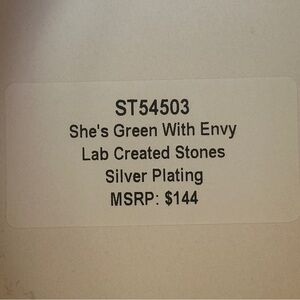 ST54503
She's Green With Envy
Lab Created Stones
Silver Plating
MSRP: $144